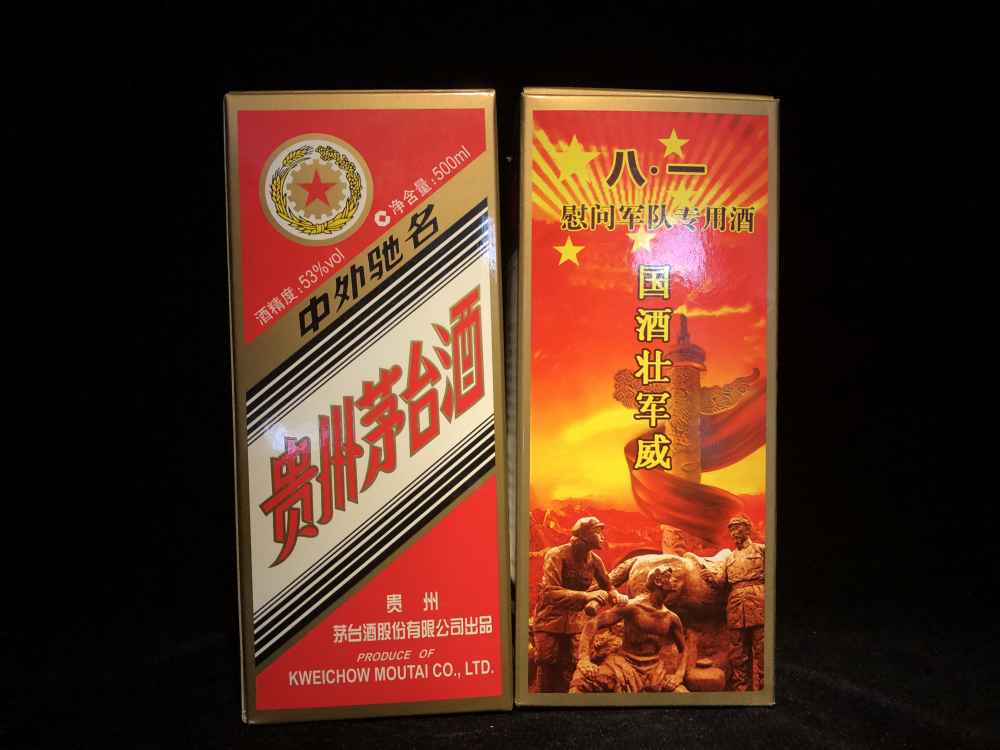 净含量:500ml
酒精度:53%vol
中外驰名
贵州茅台酒
贵 州
茅台酒股份有限公司出品
PRODUCE OF
KWEICHOW MOUTAI CO., LTD.
八·一
慰问军队专用酒
国酒壮军威